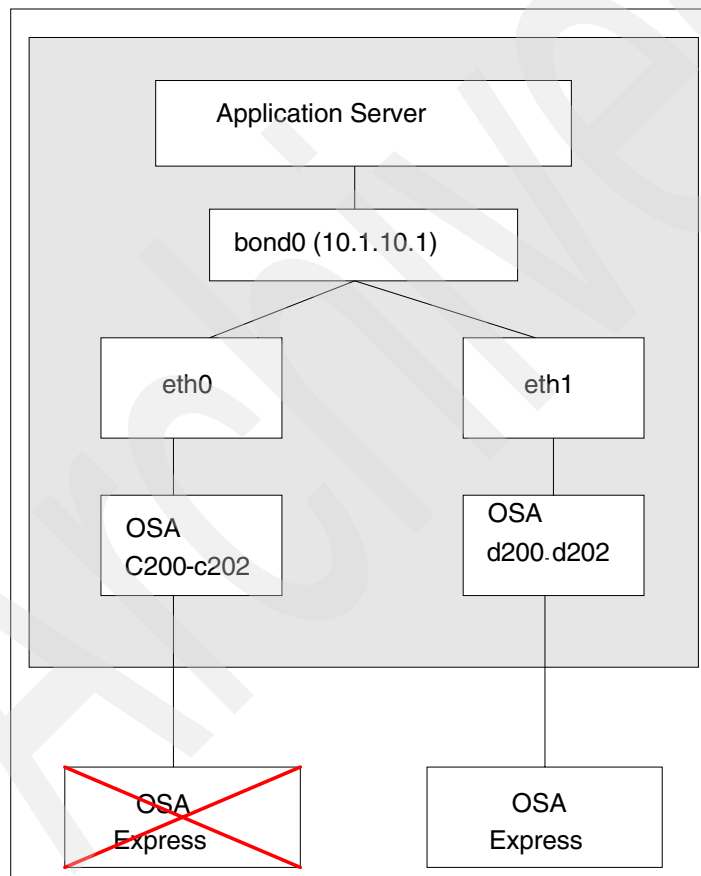 Application Server
bond0 (10.1.10.1)
eth0
eth1
OSA
C200-c202
OSA
d200-d202
OSA
Express
OSA
Express
Archive